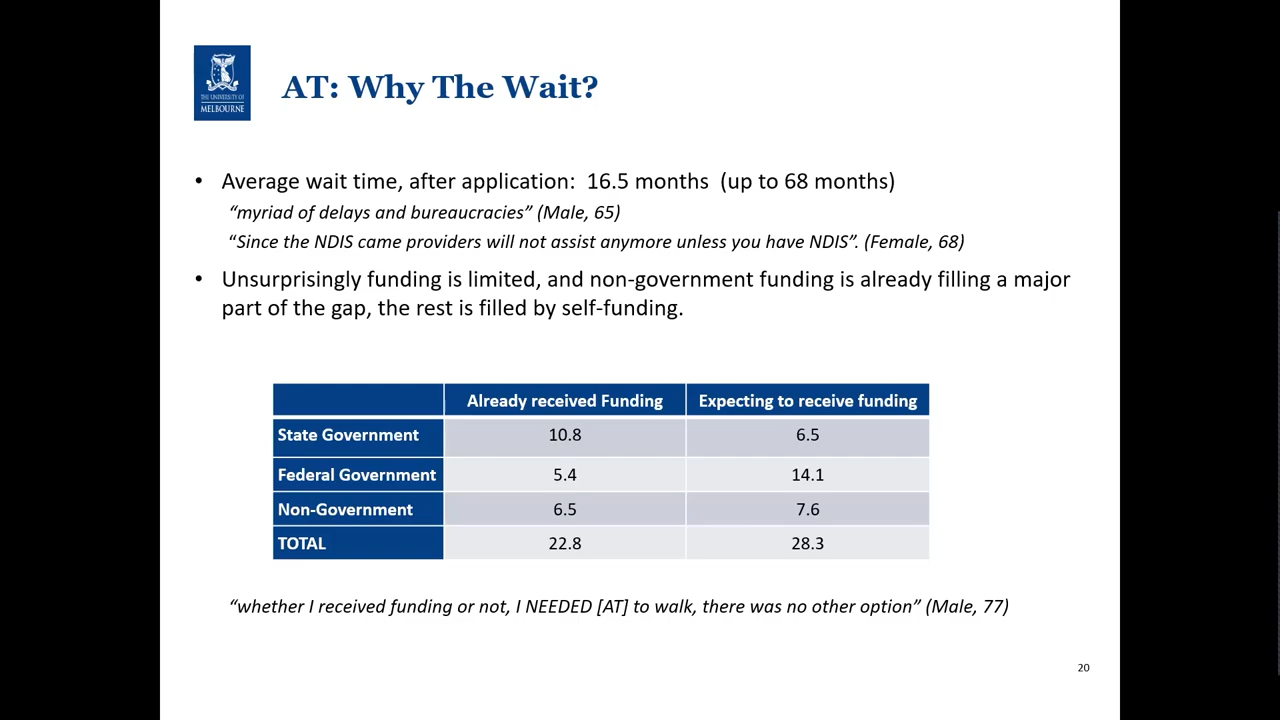 THE UNIVERSITY OF
MELBOURNE
AT: Why The Wait?
• Average wait time, after application:  16.5 months  (up to 68 months)
“myriad of delays and bureaucracies” (Male, 65)
“Since the NDIS came providers will not assist anymore unless you have NDIS”. (Female, 68)
• Unsurprisingly funding is limited, and non-government funding is already filling a major
part of the gap, the rest is filled by self-funding.
Already received Funding Expecting to receive funding
State Government 10.8 6.5
Federal Government 5.4 14.1
Non-Government 6.5 7.6
TOTAL 22.8 28.3
“whether I received funding or not, I NEEDED [AT] to walk, there was no other option” (Male, 77)
20